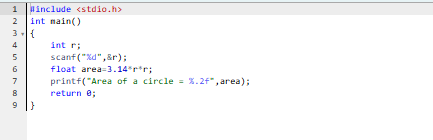 1 #include <stdio.h>
2 int main()
3 {
4 int r;
5 scanf("%d",&r);
6 float area=3.14*r*r;
7 printf("Area of a circle = %.2f",area);
8 return 0;
9 }